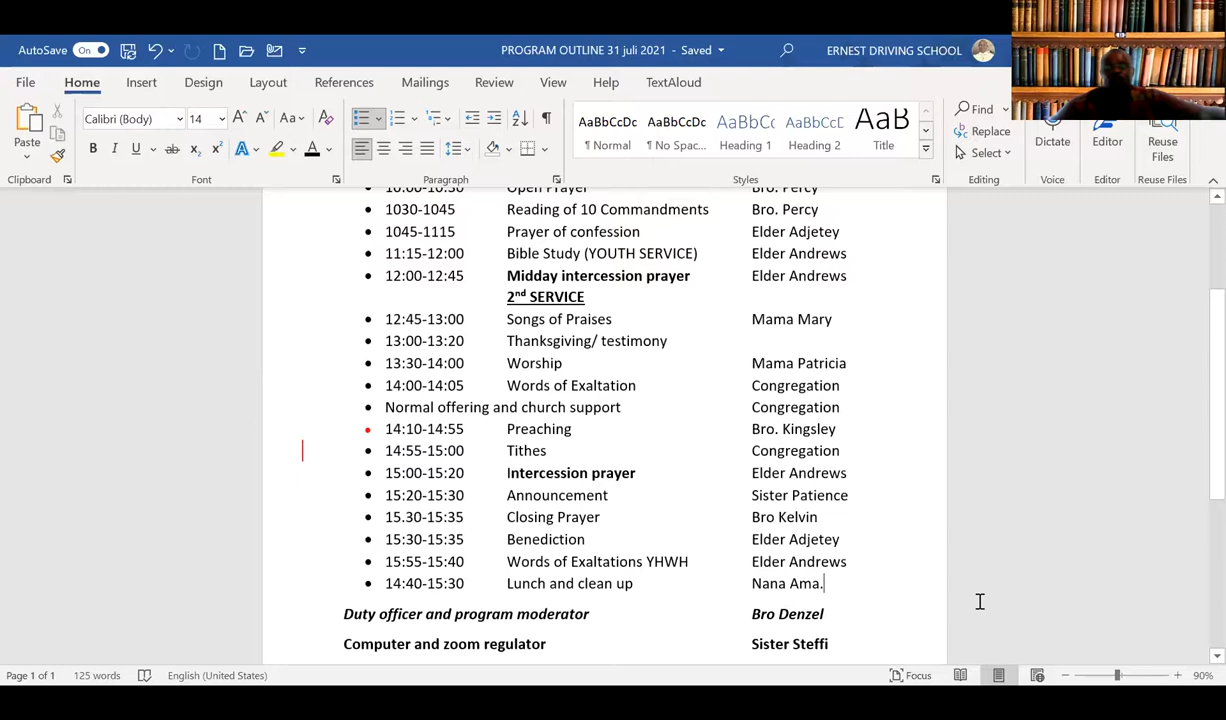 AutoSave On PROGRAM OUTLINE 31 juli 2021 - Saved ERNEST DRIVING SCHOOL
File Home Insert Design Layout References Mailings Review View Help TextAloud
Calibri (Body) 14 Aa AaBbCcDc AaBbCcDc AaBbCc AaBbCcD AaB Find
Paste B I U ab x₂ x² A A ¶ Normal ¶ No Spac... Heading 1 Heading 2 Title Replace Select Dictate Editor Reuse Files
Clipboard Font Paragraph Styles Editing Voice Editor Reuse Files
10:00-10:30 Open Prayer Bro. Percy
• 1030-1045 Reading of 10 Commandments Bro. Percy
• 1045-1115 Prayer of confession Elder Adjetey
• 11:15-12:00 Bible Study (YOUTH SERVICE) Elder Andrews
• 12:00-12:45 Midday intercession prayer Elder Andrews
2nd SERVICE
• 12:45-13:00 Songs of Praises Mama Mary
• 13:00-13:20 Thanksgiving/ testimony
• 13:30-14:00 Worship Mama Patricia
• 14:00-14:05 Words of Exaltation Congregation
• Normal offering and church support Congregation
• 14:10-14:55 Preaching Bro. Kingsley
• 14:55-15:00 Tithes Congregation
• 15:00-15:20 Intercession prayer Elder Andrews
• 15:20-15:30 Announcement Sister Patience
• 15.30-15:35 Closing Prayer Bro Kelvin
• 15:30-15:35 Benediction Elder Adjetey
• 15:55-15:40 Words of Exaltations YHWH Elder Andrews
• 14:40-15:30 Lunch and clean up Nana Ama.
Duty officer and program moderator Bro Denzel
Computer and zoom regulator Sister Steffi
Page 1 of 1 125 words English (United States) Focus 90%